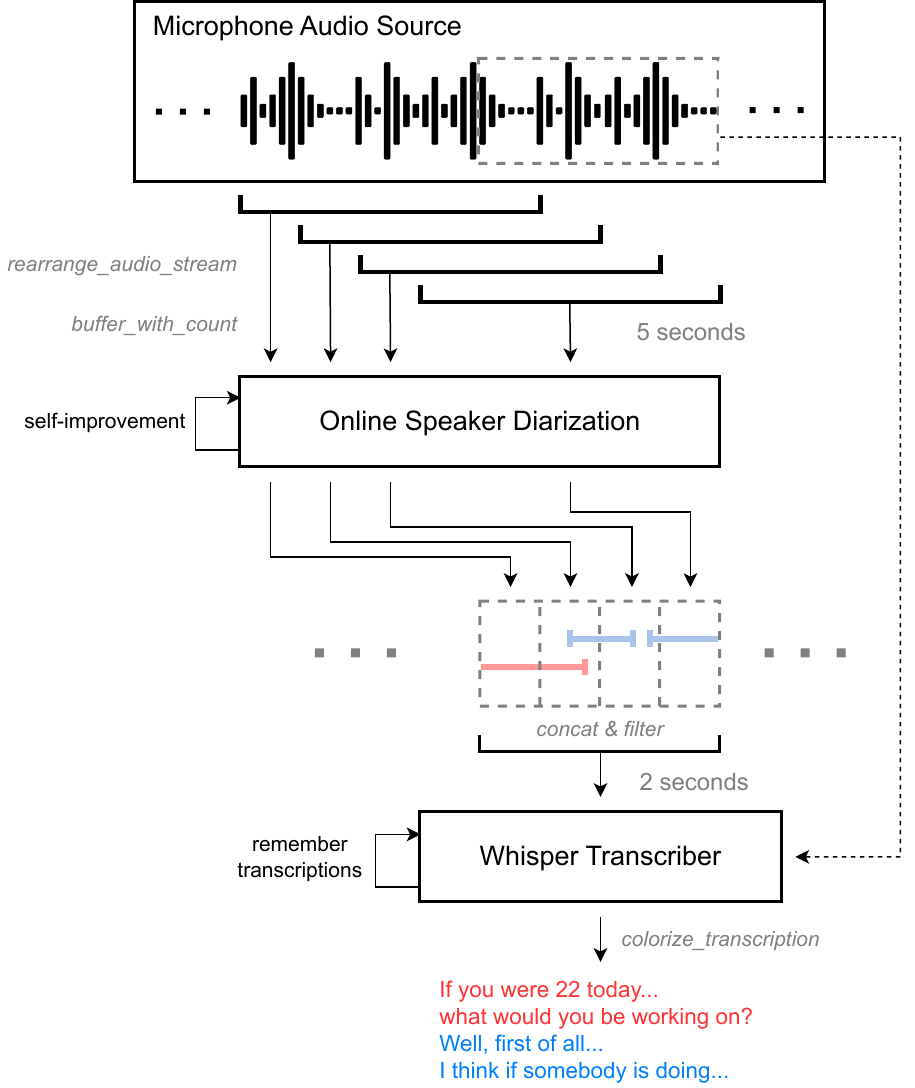 Microphone Audio Source
rearrange_audio_stream
buffer_with_count
5 seconds
self-improvement
Online Speaker Diarization
concat & filter
2 seconds
remember
transcriptions
Whisper Transcriber
colorize_transcription
If you were 22 today...
what would you be working on?
Well, first of all...
I think if somebody is doing...